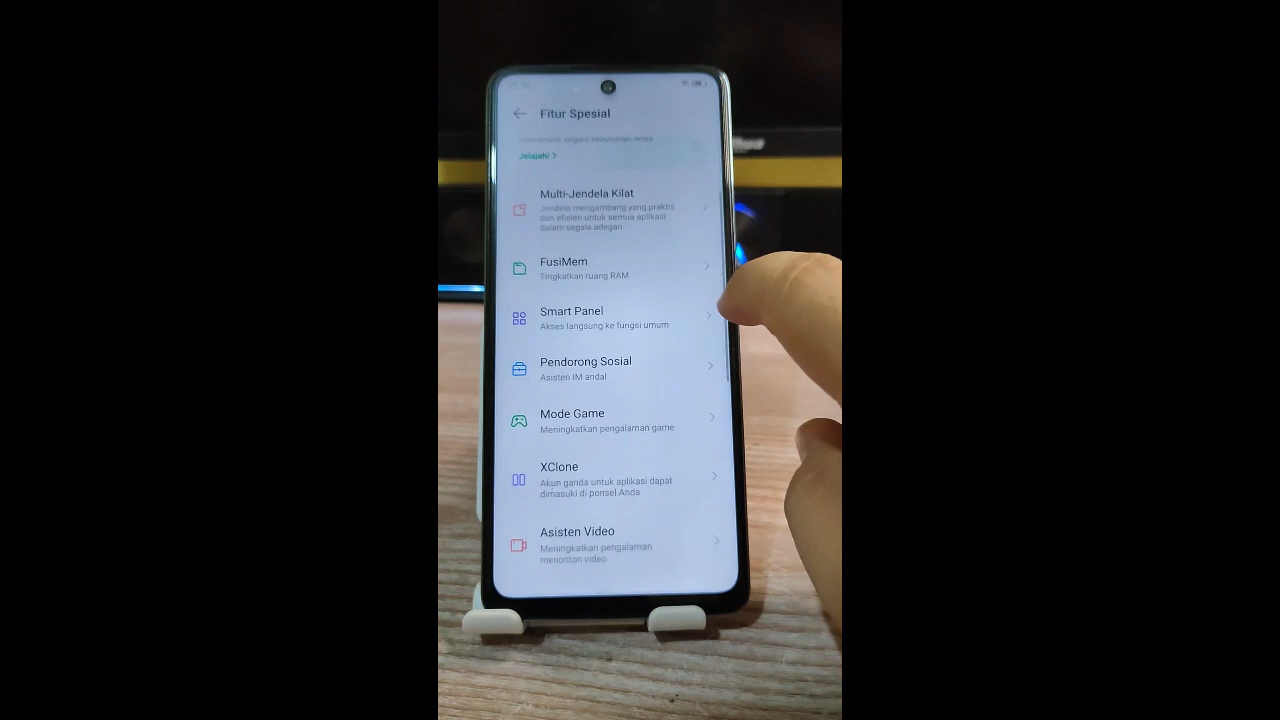 Fitur Spesial
Jelajahi >
Multi-Jendela Kilat
Jendela mengambang yang praktis
dan efisien untuk semua aplikasi
dalam segala adegan
FusiMem
Tingkatkan ruang RAM
Smart Panel
Akses langsung ke fungsi umum
Pendorong Sosial
Asisten IM andal
Mode Game
Meningkatkan pengalaman game
XClone
Akun ganda untuk aplikasi dapat
dimasuki di ponsel Anda
Asisten Video
Meningkatkan pengalaman
menonton video